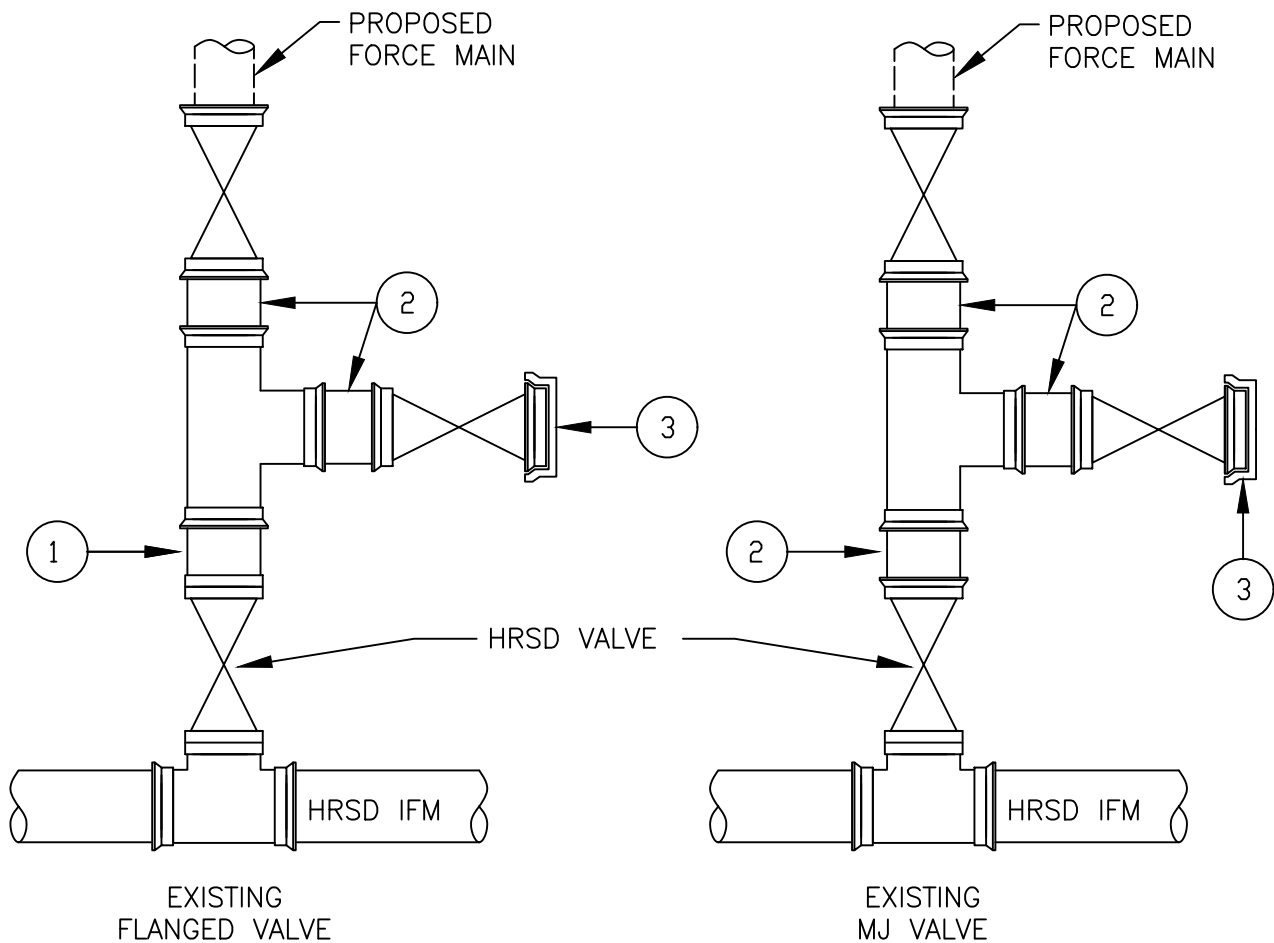 PROPOSED
FORCE MAIN
PROPOSED
FORCE MAIN
2
2
3
1
2
3
HRSD VALVE
HRSD IFM
HRSD IFM
EXISTING
FLANGED VALVE
EXISTING
MJ VALVE